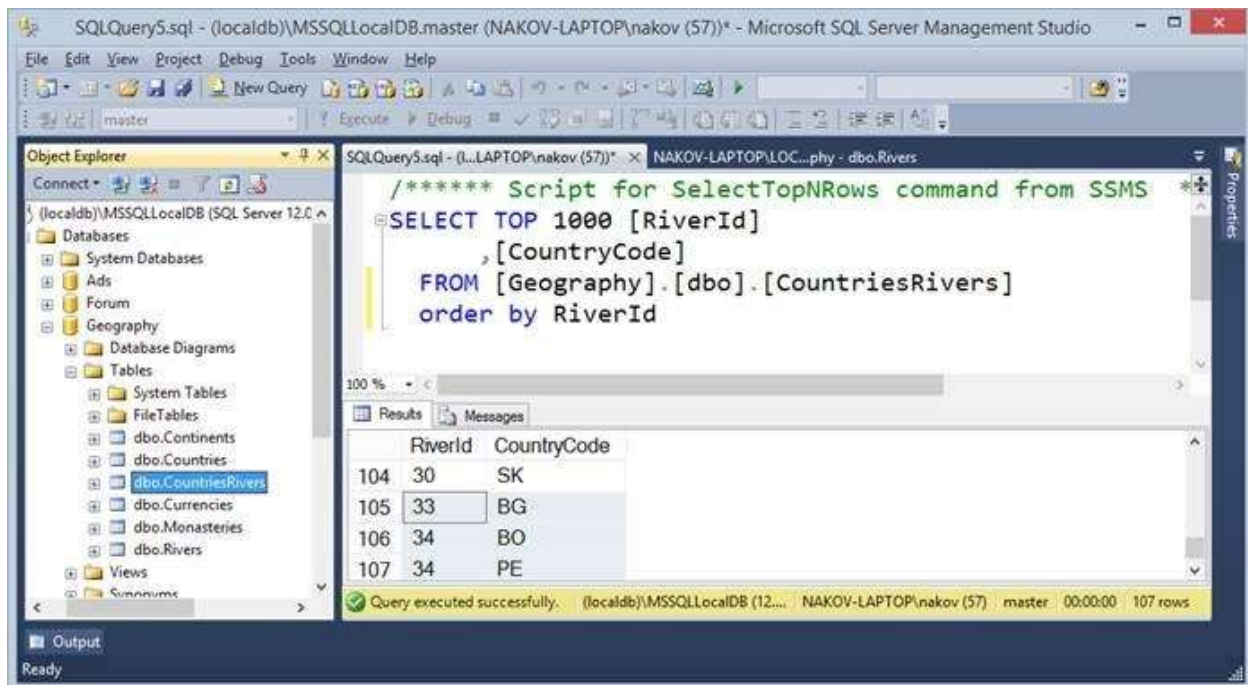 SQLQuery5.sql - (localdb)\MSSQLLocalDB.master (NAKOV-LAPTOP\nakov (57))* - Microsoft SQL Server Management Studio
File Edit View Project Debug Tools Window Help
New Query
master Execute Debug
Object Explorer
Connect
(localdb)\MSSQLLocalDB (SQL Server 12.0
Databases
System Databases
Ads
Forum
Geography
Database Diagrams
Tables
System Tables
FileTables
dbo.Continents
dbo.Countries
dbo.CountriesRivers
dbo.Currencies
dbo.Monasteries
dbo.Rivers
Views
Synonyms
SQLQuery5.sql - (l...LAPTOP\nakov (57))* NAKOV-LAPTOP\LOC...phy - dbo.Rivers
/****** Script for SelectTopNRows command from SSMS *
SELECT TOP 1000 [RiverId]
,[CountryCode]
FROM [Geography].[dbo].[CountriesRivers]
order by RiverId
100 %
Results Messages
RiverId CountryCode
104 30 SK
105 33 BG
106 34 BO
107 34 PE
Query executed successfully. (localdb)\MSSQLLocalDB (12.... NAKOV-LAPTOP\nakov (57) master 00:00:00 107 rows
Properties
Output
Ready